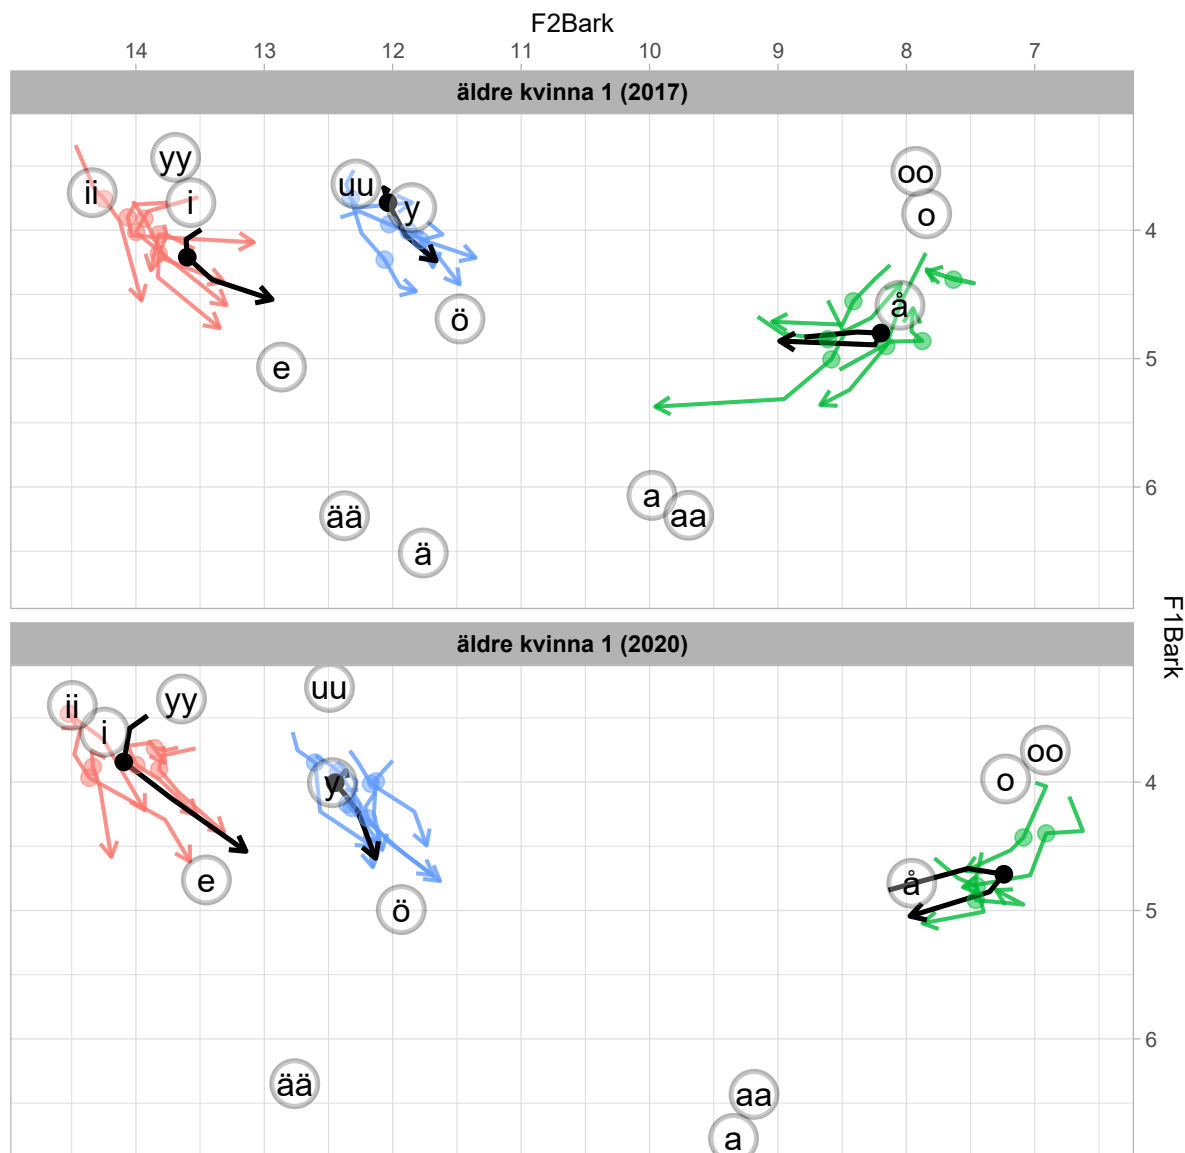 F2Bark
14 13 12 11 10 9 8 7
äldre kvinna 1 (2017)
yy
oo
ii
uu
i
y
o
4
å
ö
5
e
6
a
aa
ää
ä
F1Bark
äldre kvinna 1 (2020)
uu
yy
ii
i
oo
y
o
4
e
å
ö
5
6
ää
aa
a